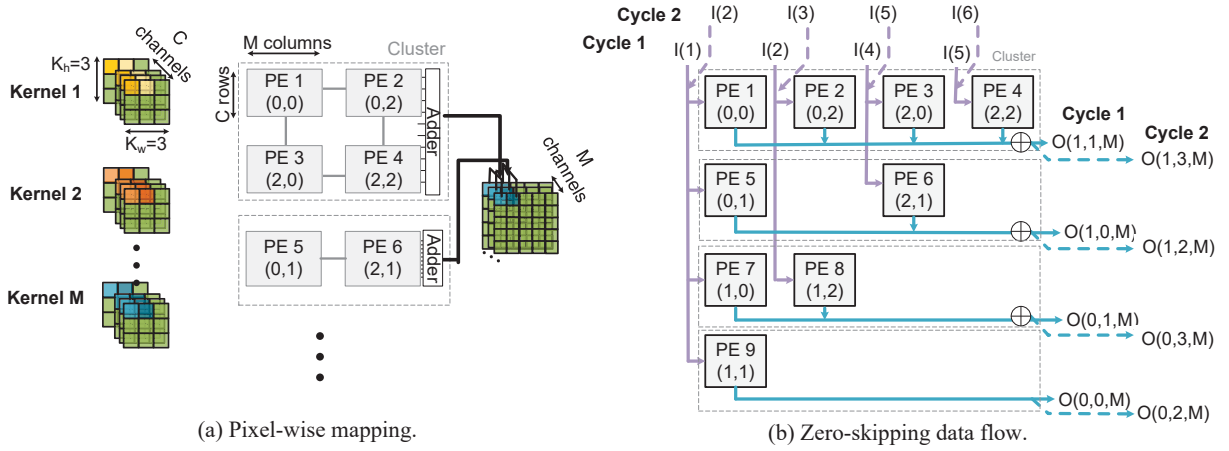 C
channels
K_h=3
Kernel 1
K_w=3
Kernel 2
Kernel M
M columns
Cluster
C rows
PE 1
(0,0)
PE 2
(0,2)
Adder
PE 3
(2,0)
PE 4
(2,2)
PE 5
(0,1)
PE 6
(2,1)
Adder
M
channels
(a) Pixel-wise mapping.
Cycle 2
I(2)
I(3)
I(5)
I(6)
Cycle 1
I(1)
I(2)
I(4)
I(5)
Cluster
PE 1
(0,0)
PE 2
(0,2)
PE 3
(2,0)
PE 4
(2,2)
Cycle 1
Cycle 2
O(1,1,M)
O(1,3,M)
PE 5
(0,1)
PE 6
(2,1)
O(1,0,M)
O(1,2,M)
PE 7
(1,0)
PE 8
(1,2)
O(0,1,M)
O(0,3,M)
PE 9
(1,1)
O(0,0,M)
O(0,2,M)
(b) Zero-skipping data flow.